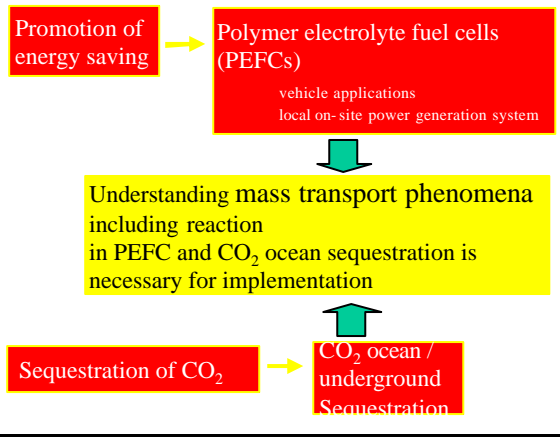 Promotion of
energy saving
Polymer electrolyte fuel cells
(PEFCs)
vehicle applications
local on-site power generation system
Understanding mass transport phenomena
including reaction
in PEFC and CO₂ ocean sequestration is
necessary for implementation
Sequestration of CO₂
CO₂ ocean /
underground
Sequestration